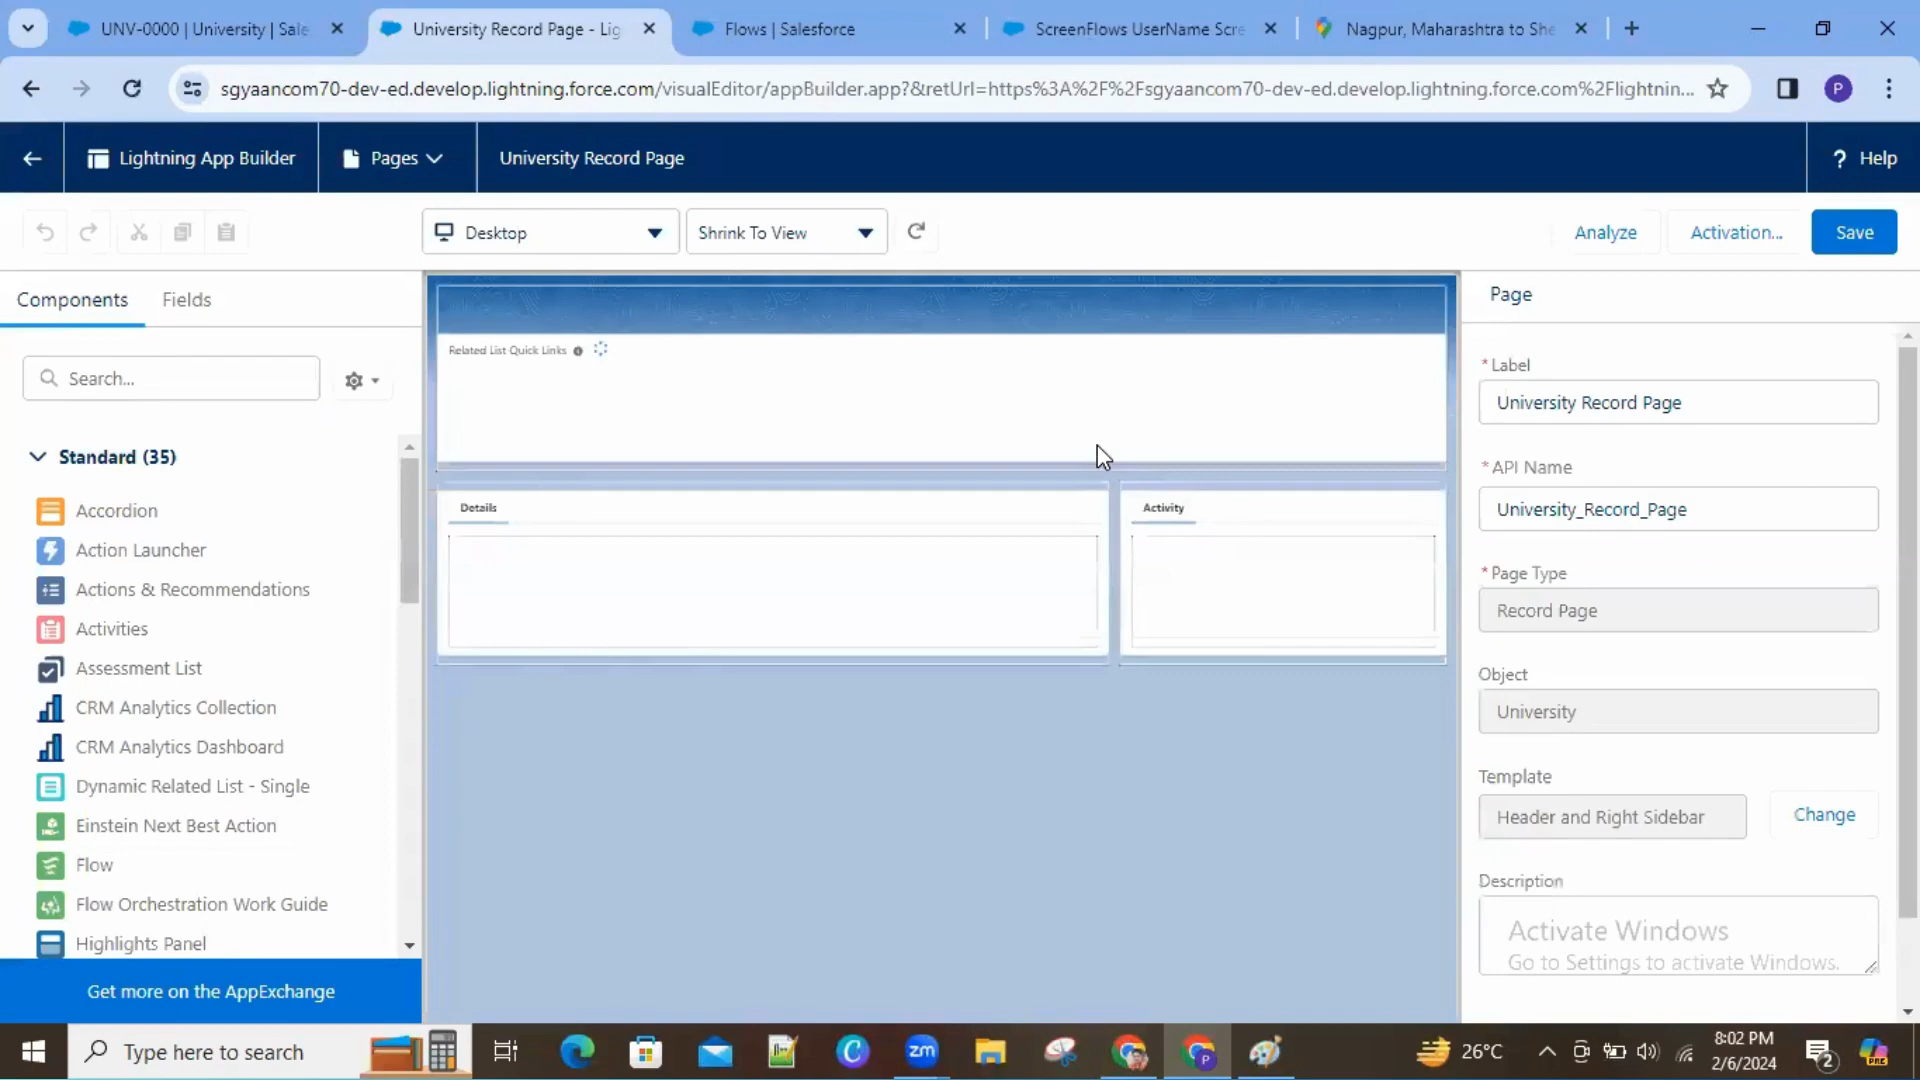 UNV-0000 | University | Sale
University Record Page - Lig
Flows | Salesforce
ScreenFlows UserName Scre
Nagpur, Maharashtra to She
sgyaancom70-dev-ed.develop.lightning.force.com/visualEditor/appBuilder.app?&retUrl=https%3A%2F%2Fsgyaancom70-dev-ed.develop.lightning.force.com%2Flightnin...
P
Lightning App Builder
Pages
University Record Page
? Help
Desktop
Shrink To View
Analyze
Activation...
Save
Components
Fields
Search...
Standard (35)
Accordion
Action Launcher
Actions & Recommendations
Activities
Assessment List
CRM Analytics Collection
CRM Analytics Dashboard
Dynamic Related List - Single
Einstein Next Best Action
Flow
Flow Orchestration Work Guide
Highlights Panel
Get more on the AppExchange
Related List Quick Links
Details
Activity
Page
*Label
University Record Page
*API Name
University_Record_Page
*Page Type
Record Page
Object
University
Template
Header and Right Sidebar
Change
Description
Activate Windows
Go to Settings to activate Windows.
Type here to search
zm
P
26°C
8:02 PM
2/6/2024
2
PRE